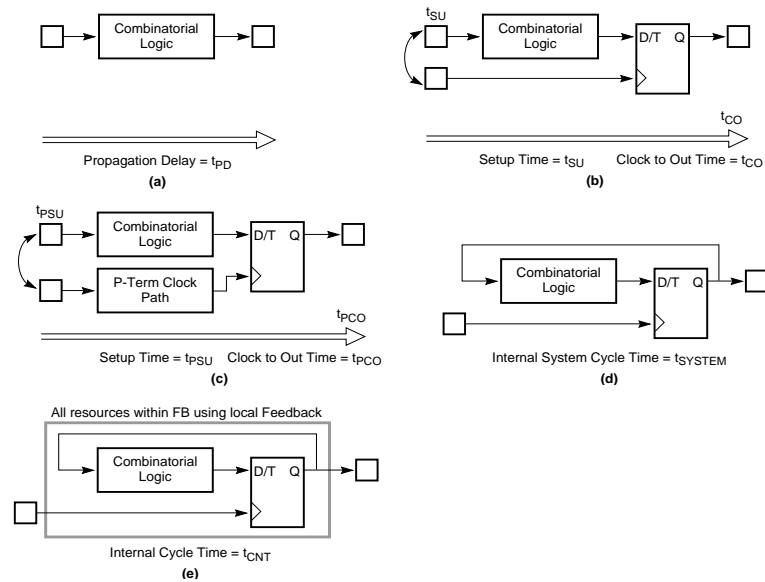 Combinatorial
Logic
Propagation Delay = tPD
(a)
tSU
Combinatorial
Logic
D/T Q
tCO
Setup Time = tSU Clock to Out Time = tCO
(b)
tPSU
Combinatorial
Logic
P-Term Clock
Path
D/T Q
tPCO
Setup Time = tPSU Clock to Out Time = tPCO
(c)
Combinatorial
Logic
D/T Q
Internal System Cycle Time = tSYSTEM
(d)
All resources within FB using local Feedback
Combinatorial
Logic
D/T Q
Internal Cycle Time = tCNT
(e)